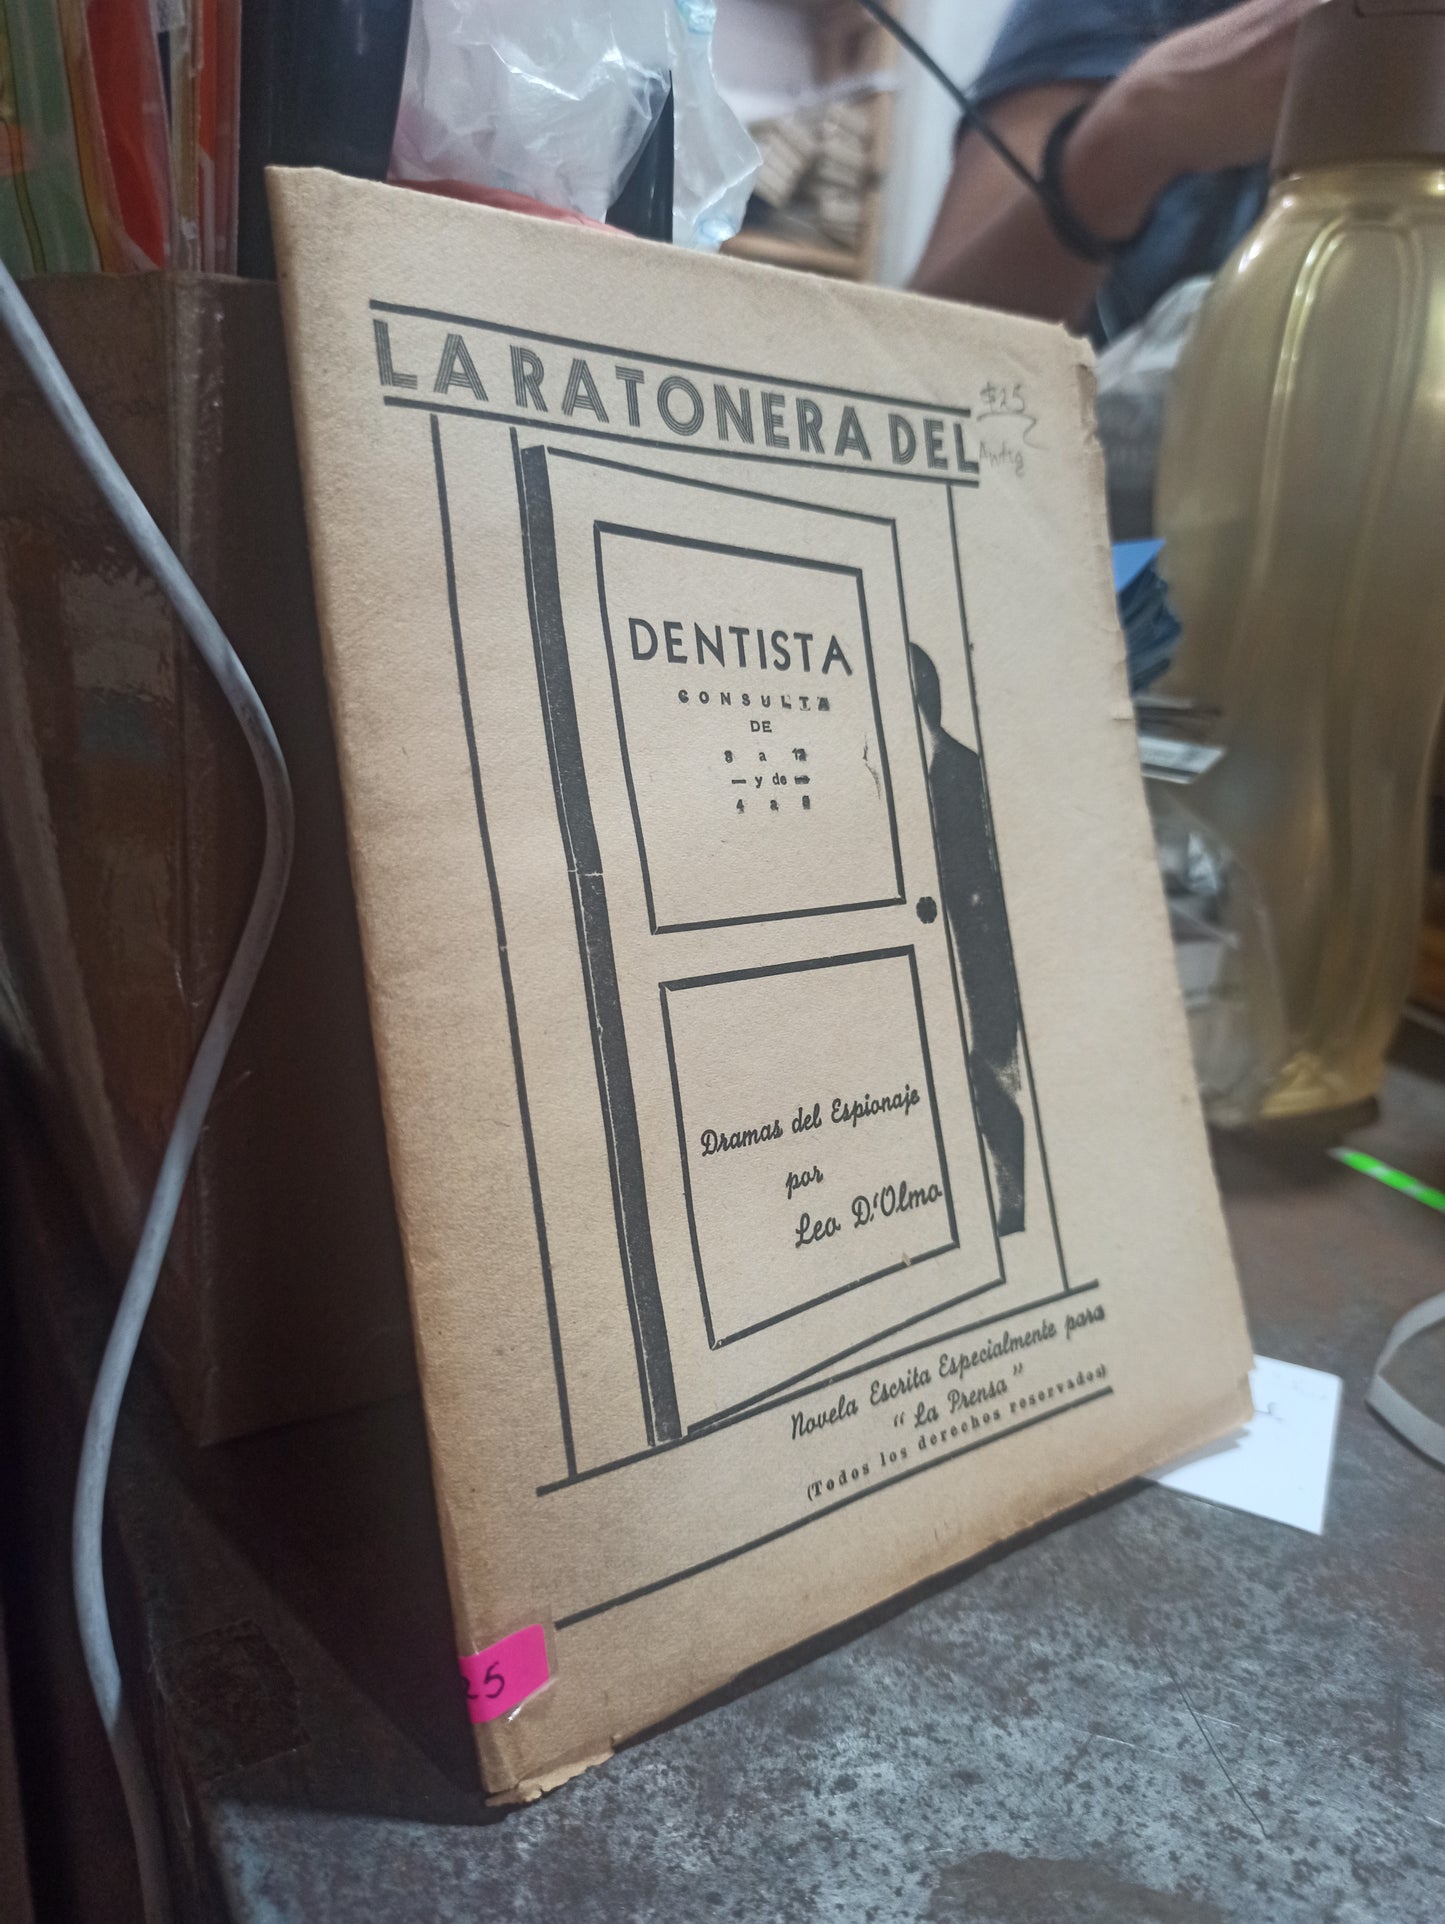 LA RATONERA DEL
$25
Antig
DENTISTA
CONSULTA
DE
8 a 12
— y de —
4 a
Dramas del Espionaje
por
Leo D'Olmo
Novela Escrita Especialmente para
“La Prensa”
(Todos los derechos reservados)
25